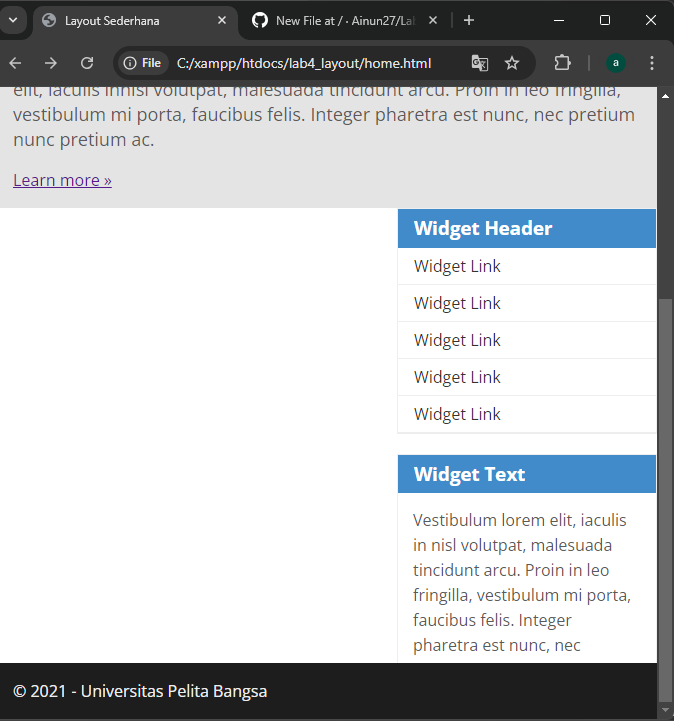 Layout Sederhana
New File at / · Ainun27/La
File
C:/xampp/htdocs/lab4_layout/home.html
a
elit, iaculis innisl volutpat, malesuada tincidunt arcu. Proin in leo fringilla,
vestibulum mi porta, faucibus felis. Integer pharetra est nunc, nec pretium
nunc pretium ac.
Learn more »
Widget Header
Widget Link
Widget Link
Widget Link
Widget Link
Widget Link
Widget Text
Vestibulum lorem elit, iaculis
in nisl volutpat, malesuada
tincidunt arcu. Proin in leo
fringilla, vestibulum mi porta,
faucibus felis. Integer
pharetra est nunc, nec
© 2021 - Universitas Pelita Bangsa